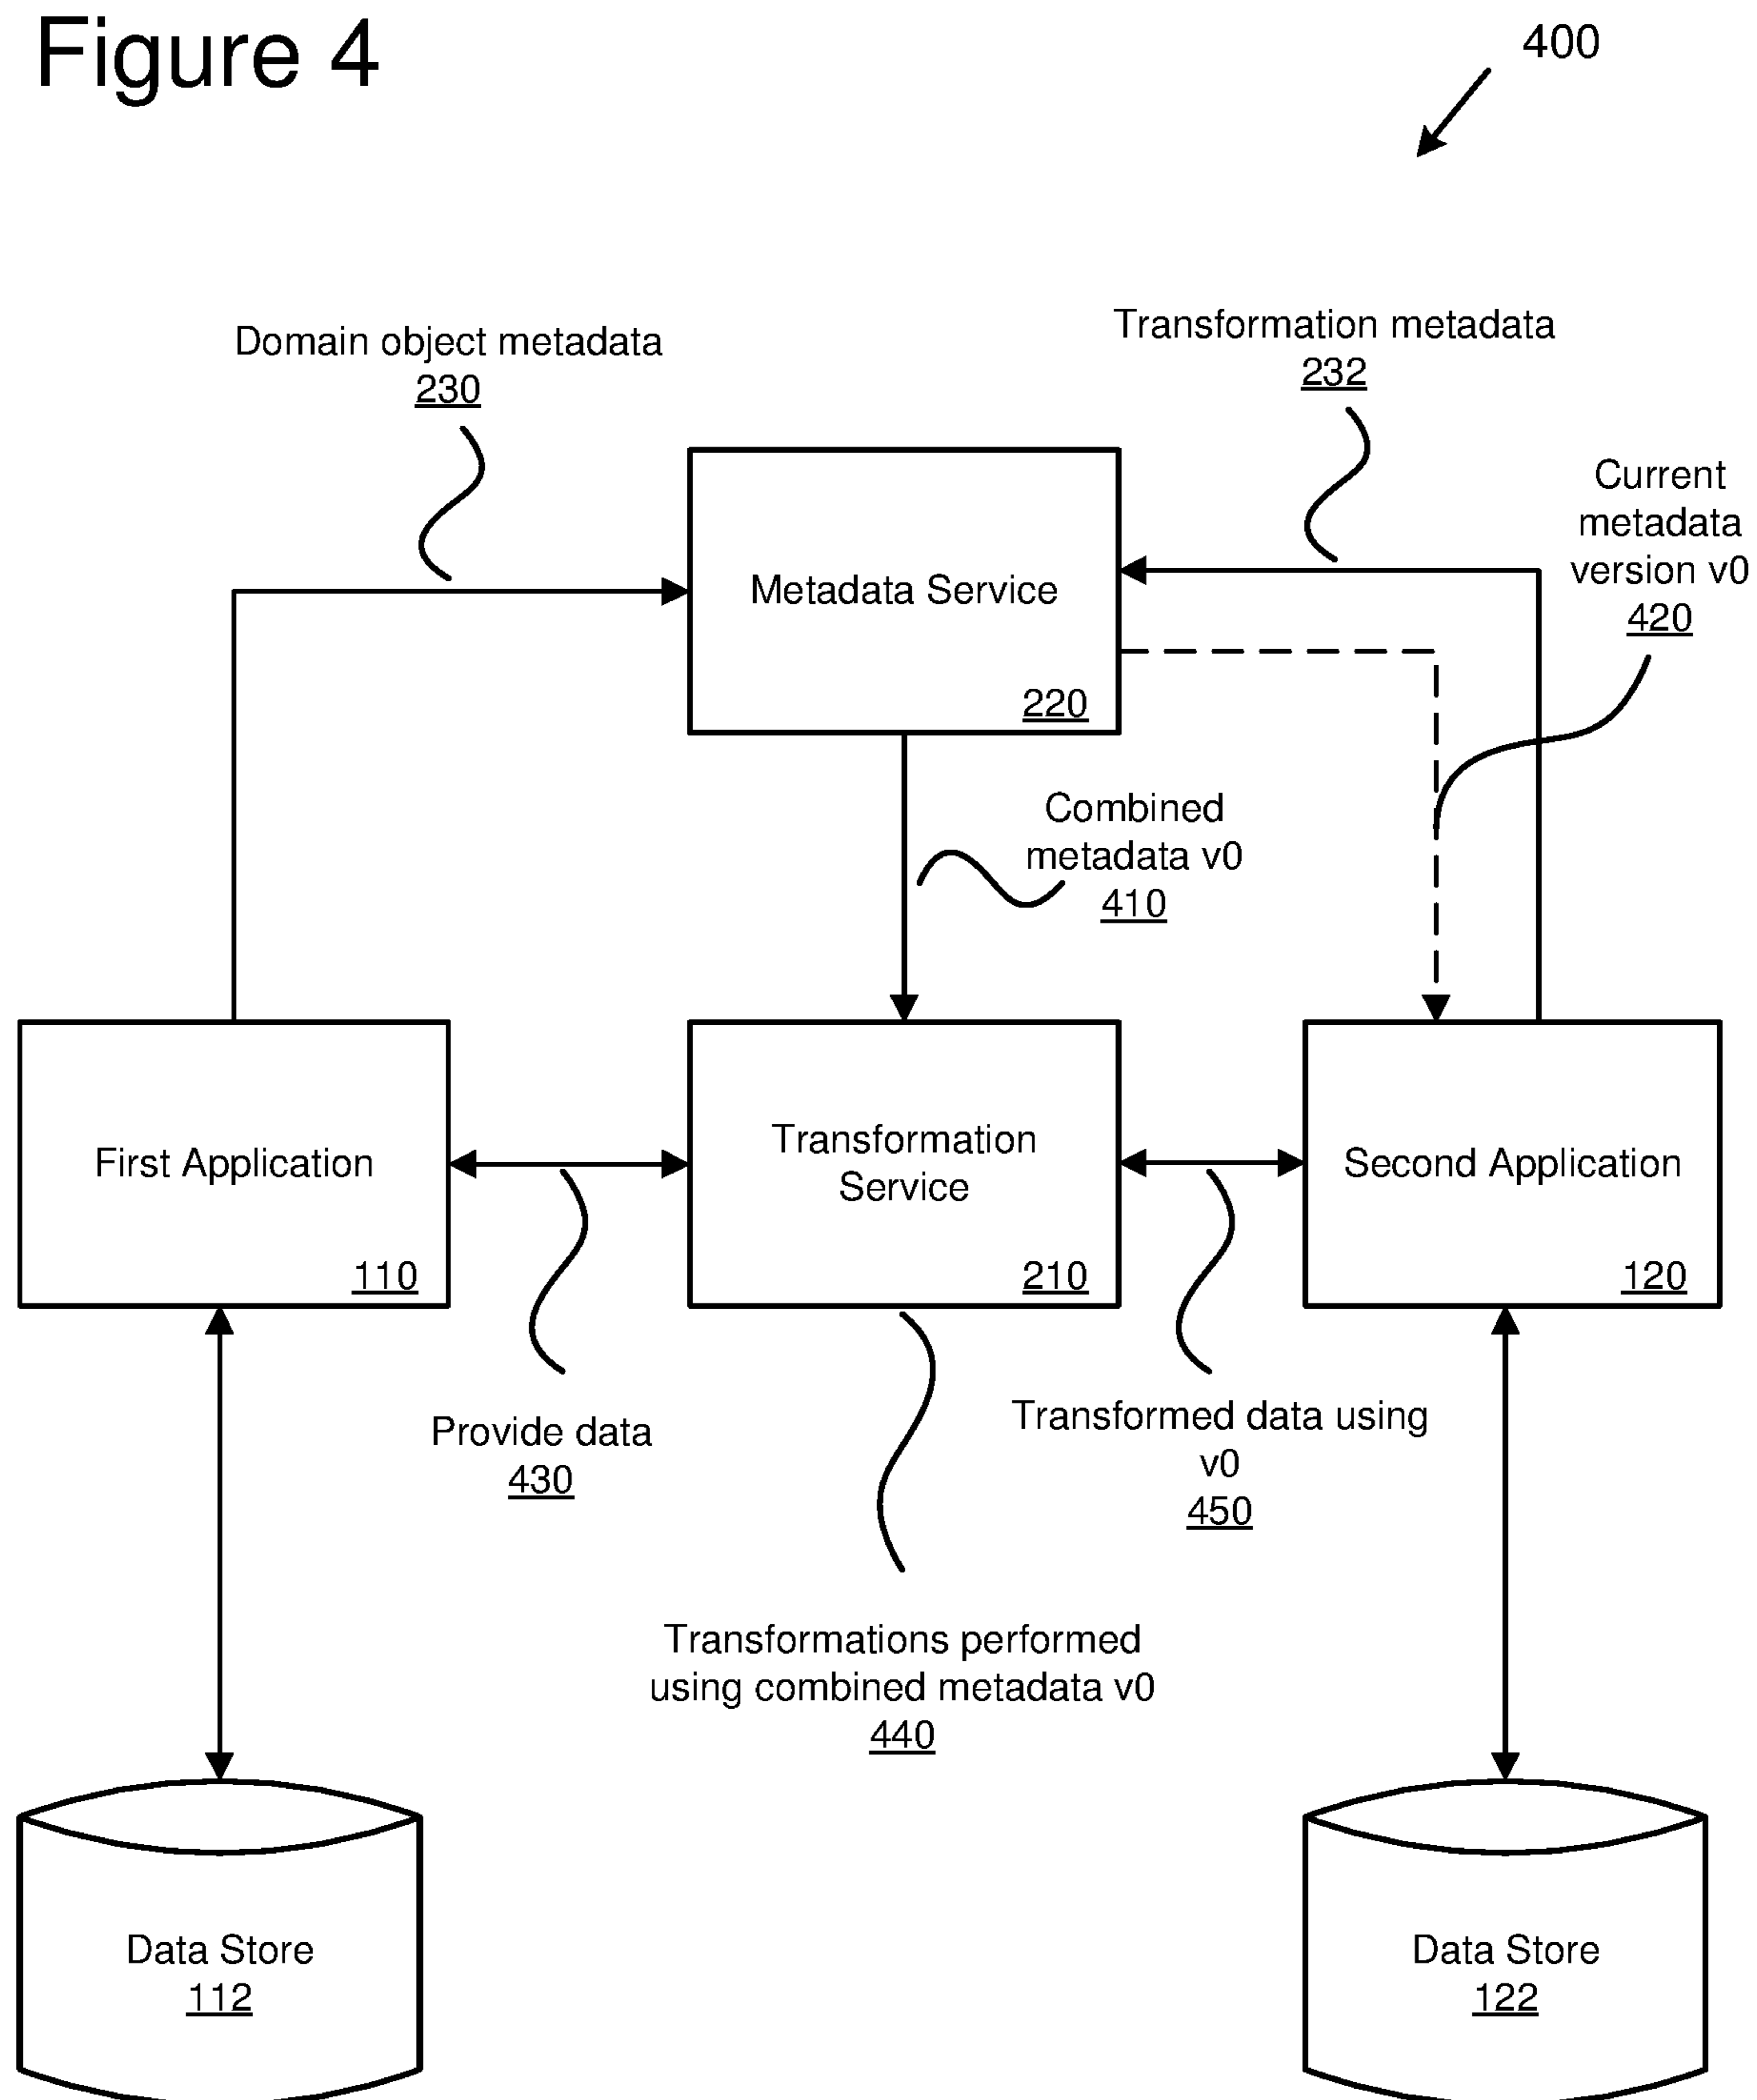 Figure 4
400
Domain object metadata
230
Transformation metadata
232
Current
metadata
version v0
420
Metadata Service
220
Combined
metadata v0
410
First Application
110
Transformation
Service
210
Second Application
120
Provide data
430
Transformed data using
v0
450
Transformations performed
using combined metadata v0
440
Data Store
112
Data Store
122